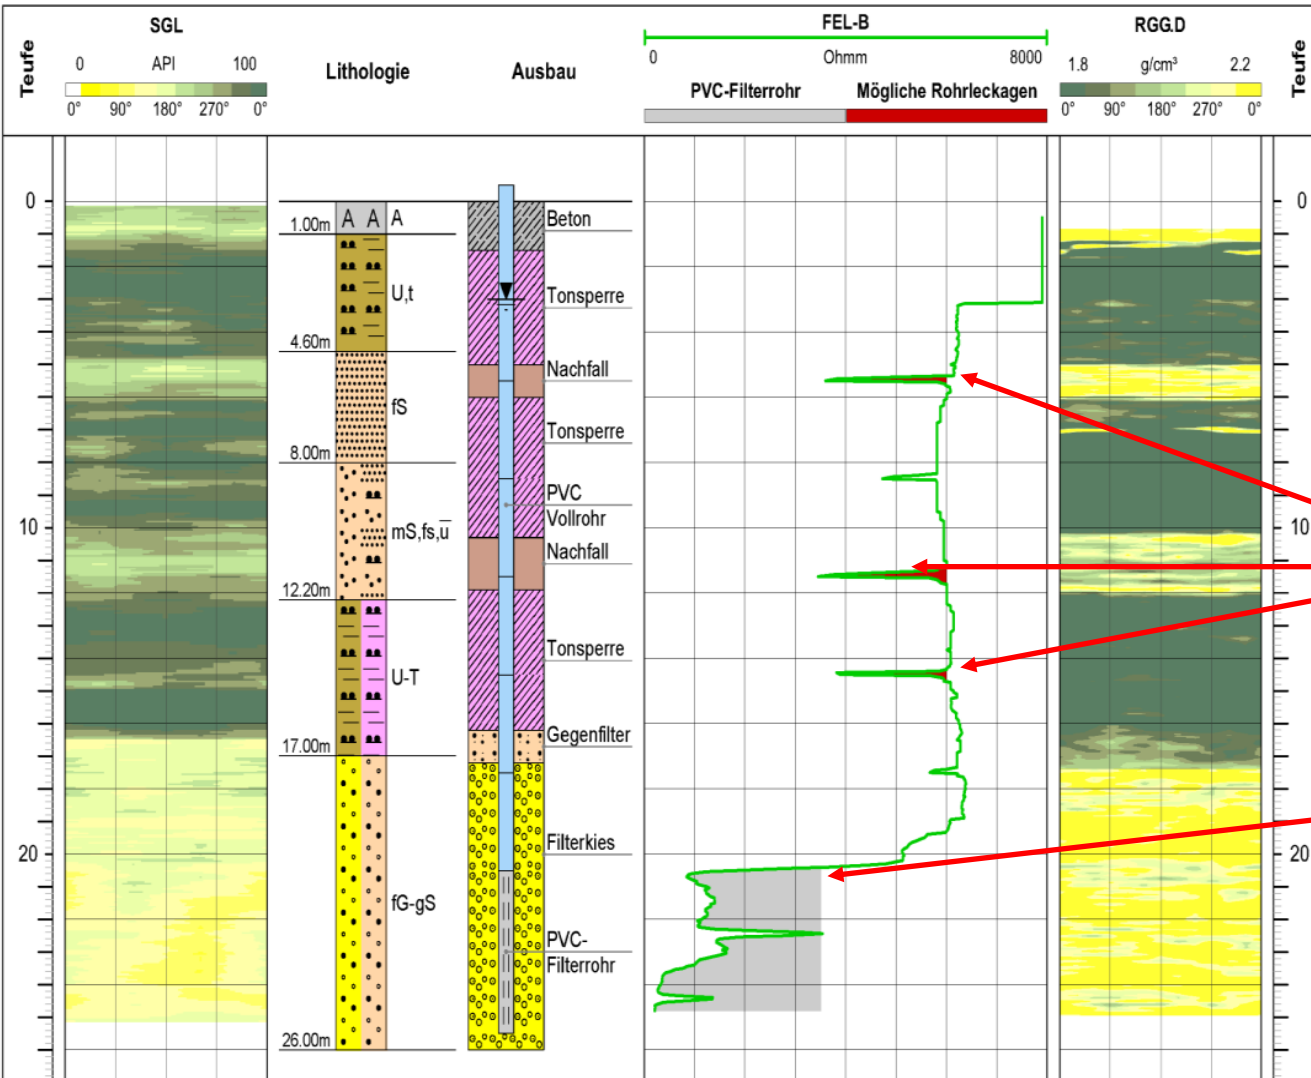 SGL
FEL-B
RGG.D
Teufe
0 API 100
0° 90° 180° 270° 0°
Lithologie
Ausbau
0 Ohmm 8000
PVC-Filterrohr
Mögliche Rohrleckagen
1.8 g/cm³ 2.2
0° 90° 180° 270° 0°
Teufe
0
10
20
A A A
1.00m
U,t
4.60m
fS
8.00m
mS,fs,u̅
12.20m
U-T
17.00m
fG-gS
26.00m
Beton
Tonsperre
Nachfall
Tonsperre
PVC
Vollrohr
Nachfall
Tonsperre
Gegenfilter
Filterkies
PVC-
Filterrohr
0
10
20